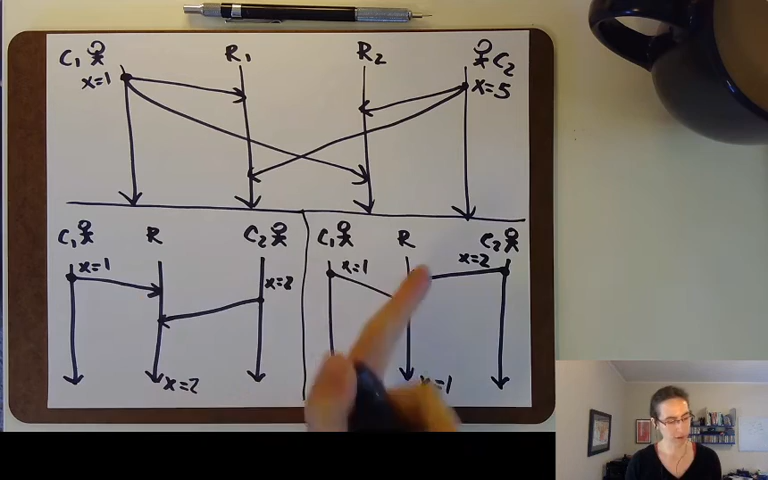 C₁ R₁ R₂ C₂
x=1 x=5
C₁ R C₂
x=1 x=2
x=2
C₁ R C₂
x=1 x=2
x=1